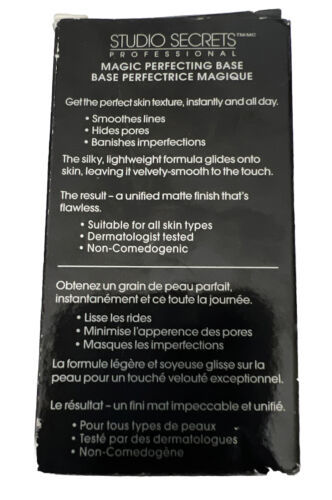 STUDIO SECRETS™/MC
PROFESSIONAL
MAGIC PERFECTING BASE
BASE PERFECTRICE MAGIQUE
Get the perfect skin texture, instantly and all day.
• Smoothes lines
• Hides pores
• Banishes imperfections
The silky, lightweight formula glides onto
skin, leaving it velvety-smooth to the touch.
The result – a unified matte finish that's
flawless.
• Suitable for all skin types
• Dermatologist tested
• Non-Comedogenic
Obtenez un grain de peau parfait,
instantanément et ce toute la journée.
• Lisse les rides
• Minimise l'apperence des pores
• Masques les imperfections
La formule légère et soyeuse glisse sur la
peau pour un touché velouté exceptionnel.
Le résultat – un fini mat impeccable et unifié.
• Pour tous types de peaux
• Testé par des dermatologues
• Non-Comedogène